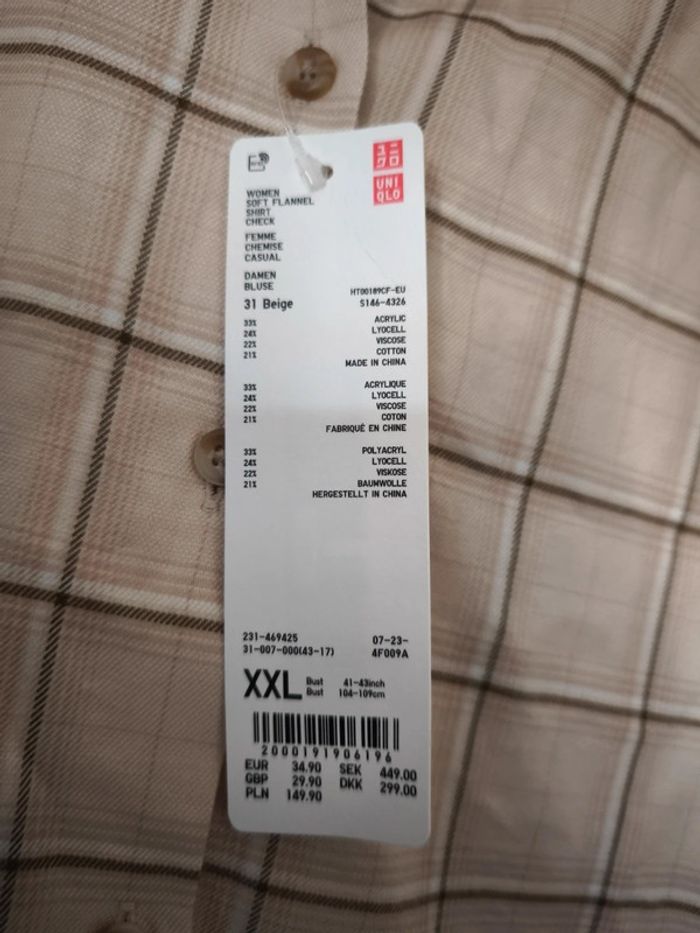 ユニ
クロ
UNI
QLO
WOMEN
SOFT FLANNEL
SHIRT
CHECK
FEMME
CHEMISE
CASUAL
DAMEN
BLUSE
HT00189CF-EU
31 Beige S146-4326
33% ACRYLIC
24% LYOCELL
22% VISCOSE
21% COTTON
MADE IN CHINA
33% ACRYLIQUE
24% LYOCELL
22% VISCOSE
21% COTON
FABRIQUÉ EN CHINE
33% POLYACRYL
24% LYOCELL
22% VISKOSE
21% BAUMWOLLE
HERGESTELLT IN CHINA
231-469425 07-23-
31-007-000(43-17) 4F009A
XXL Bust 41-43inch
Bust 104-109cm
2000191906196
EUR 34.90 SEK 449.00
GBP 29.90 DKK 299.00
PLN 149.90